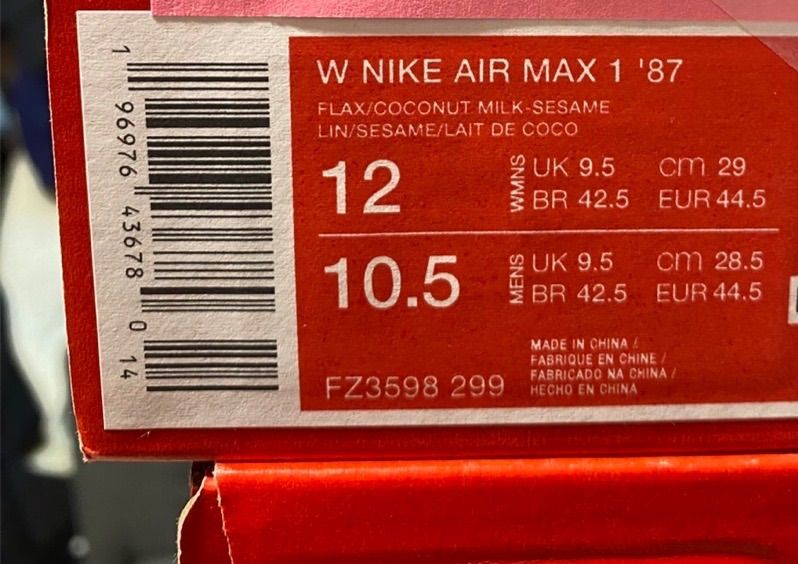 W NIKE AIR MAX 1 '87
FLAX/COCONUT MILK-SESAME
LIN/SESAME/LAIT DE COCO
12 WMNS UK 9.5 cm 29
BR 42.5 EUR 44.5
10.5 MENS UK 9.5 cm 28.5
BR 42.5 EUR 44.5
MADE IN CHINA /
FABRIQUE EN CHINE /
FABRICADO NA CHINA /
HECHO EN CHINA
FZ3598 299
1 96976 43678 0 14